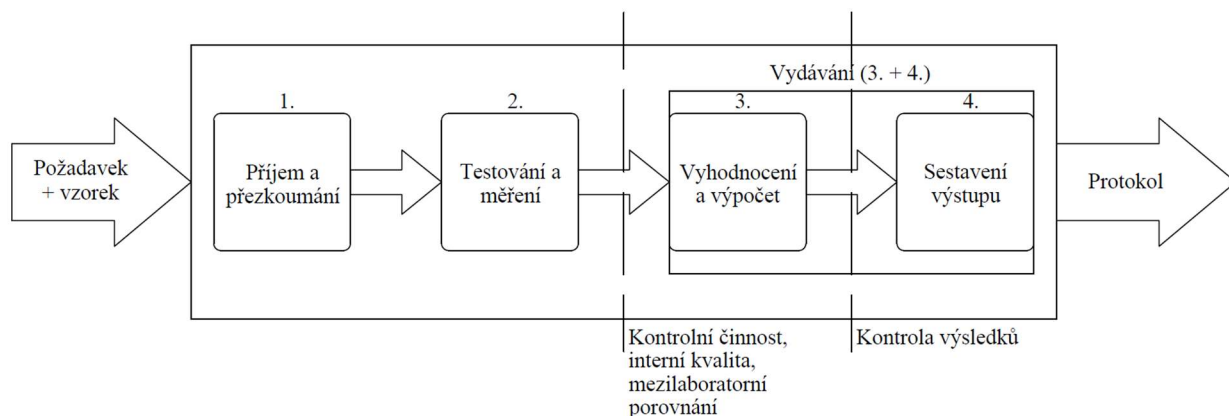 Vydávání (3. + 4.)
1.
2.
3.
4.
Požadavek
+ vzorek
Příjem a
přezkoumání
Testování a
měření
Vyhodnocení
a výpočet
Sestavení
výstupu
Protokol
Kontrolní činnost,
interní kvalita,
mezilaboratorní
porovnání
Kontrola výsledků